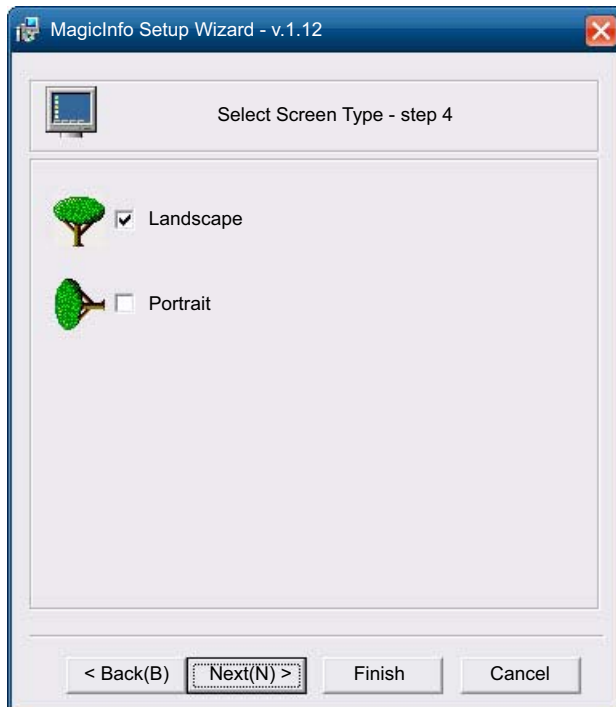 MagicInfo Setup Wizard - v.1.12
Select Screen Type - step 4
Landscape
Portrait
< Back(B) Next(N) > Finish Cancel